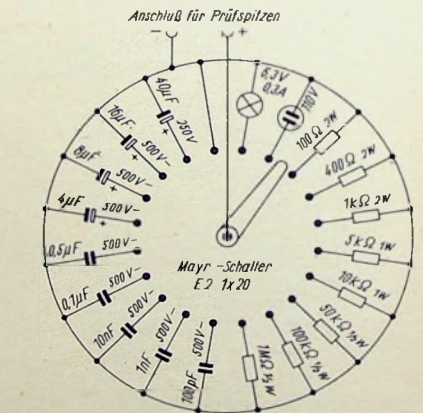 Anschluß für Prüfspitzen
− +
6,3V
0,3A
110V
100Ω 2W
400Ω 2W
1kΩ 2W
5kΩ 1W
10kΩ 1W
50kΩ ½W
100kΩ ½W
1MΩ ½W
100pF 500V-
1nF 500V-
10nF 500V-
0,1µF 500V-
0,5µF 500V-
4µF 500V-
8µF 500V-
16µF 500V-
40µF 250V
Mayr-Schalter
E2 1x20